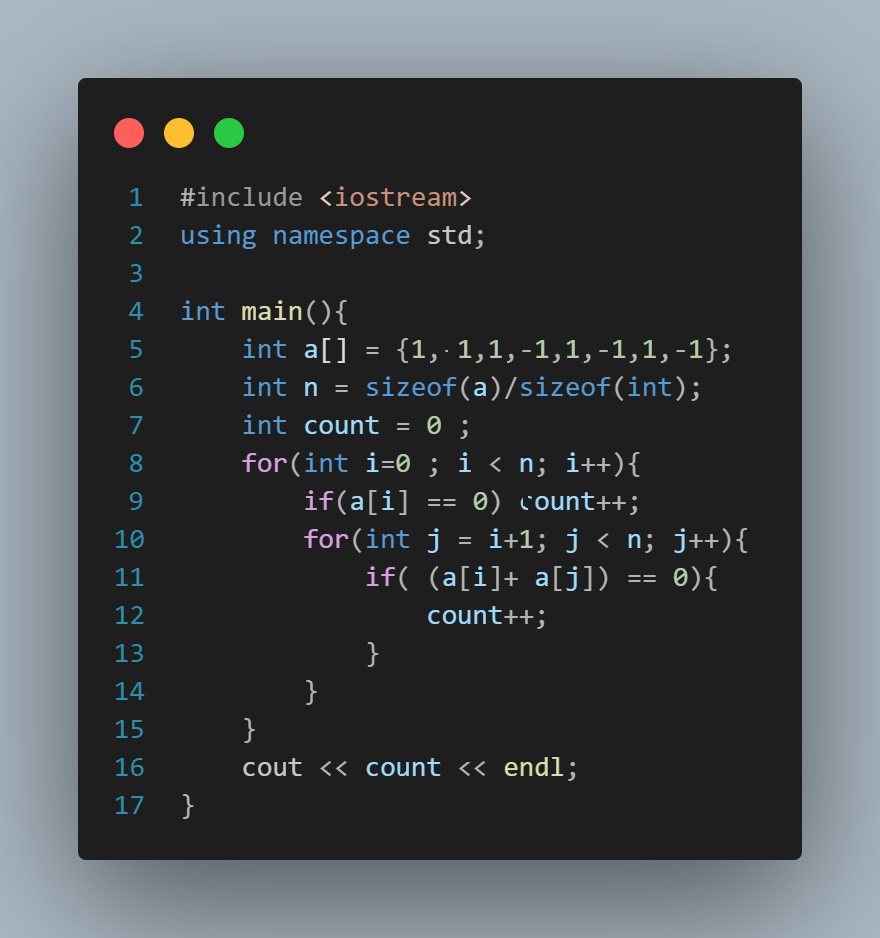 1 #include <iostream>
2 using namespace std;
3
4 int main(){
5     int a[] = {1, 1,1,-1,1,-1,1,-1};
6     int n = sizeof(a)/sizeof(int);
7     int count = 0 ;
8     for(int i=0 ; i < n; i++){
9         if(a[i] == 0) count++;
10         for(int j = i+1; j < n; j++){
11             if( (a[i]+ a[j]) == 0){
12                 count++;
13             }
14         }
15     }
16     cout << count << endl;
17 }